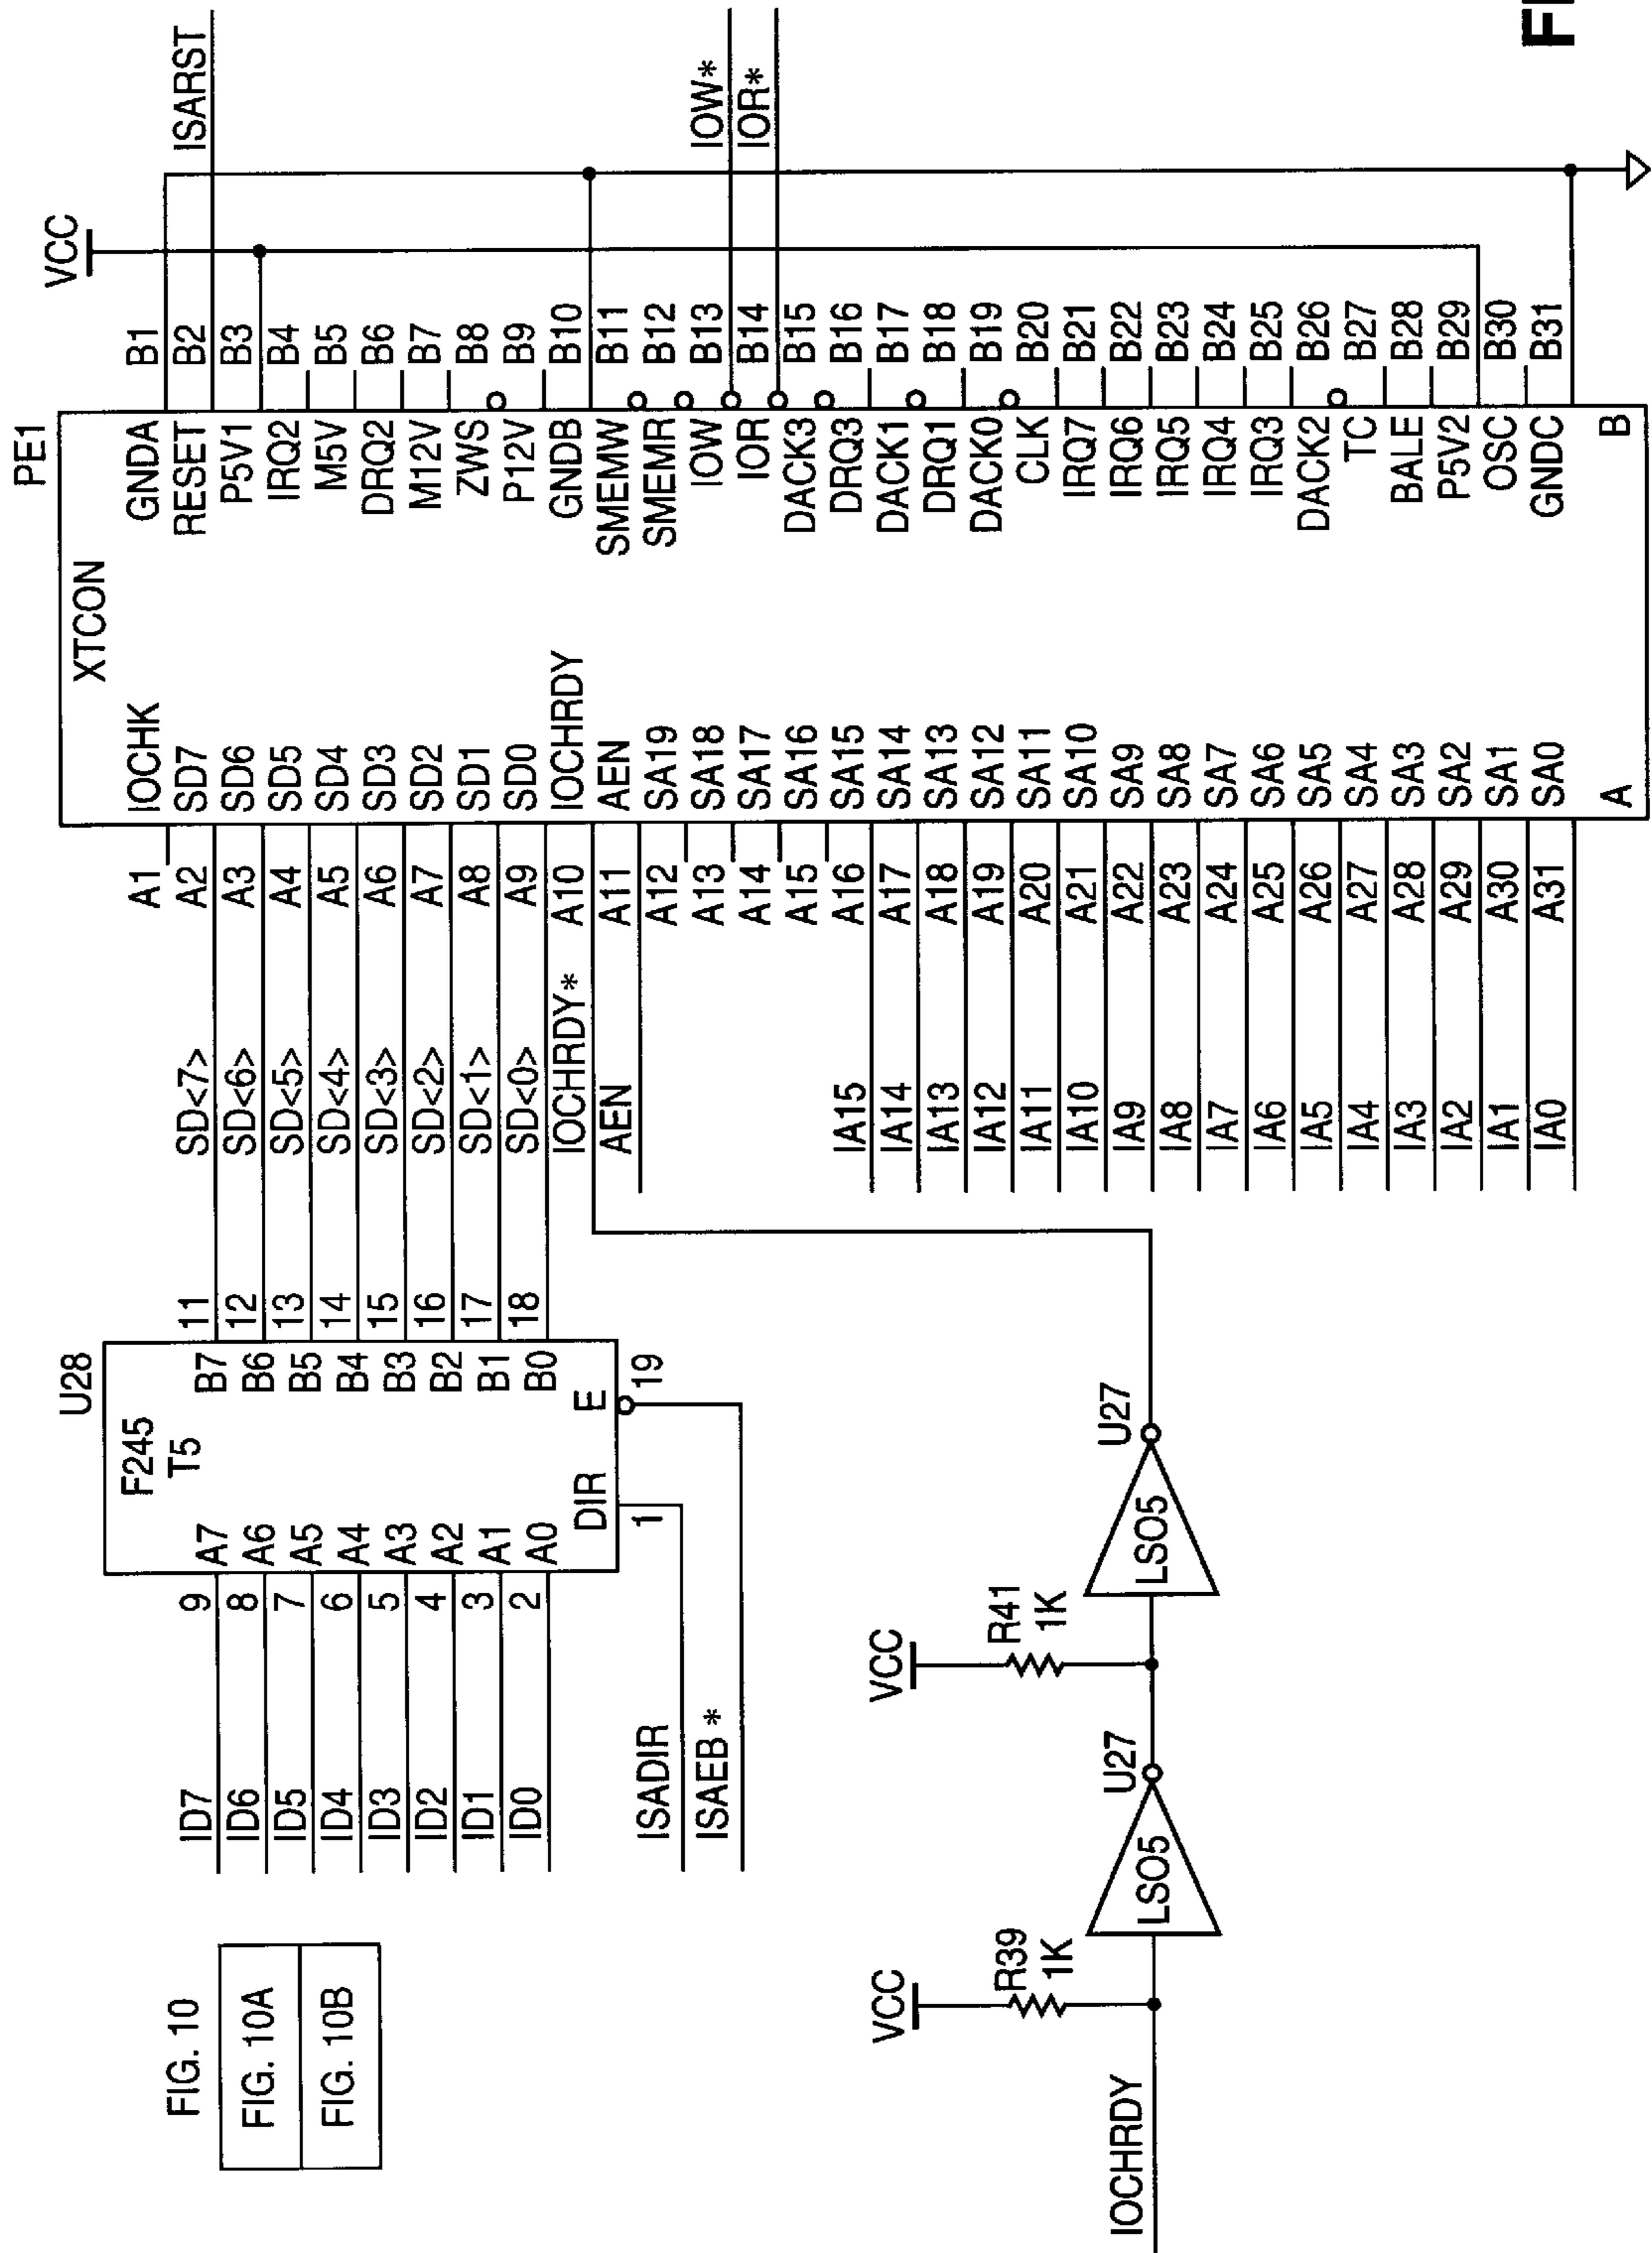 FIG. 10
FIG. 10A
FIG. 10B
U28
F245
T5
ID7 9 A7 B7 11 SD<7>
ID6 8 A6 B6 12 SD<6>
ID5 7 A5 B5 13 SD<5>
ID4 6 A4 B4 14 SD<4>
ID3 5 A3 B3 15 SD<3>
ID2 4 A2 B2 16 SD<2>
ID1 3 A1 B1 17 SD<1>
ID0 2 A0 B0 18 SD<0>
DIR E
1 19
ISADIR
ISAEB *
IOCHRDY*
AEN
IA15
IA14
IA13
IA12
IA11
IA10
IA9
IA8
IA7
IA6
IA5
IA4
IA3
IA2
IA1
IA0
IOCHRDY
VCC
R39
1K
LSO5
U27
VCC
R41
1K
LSO5
U27
PE1
XTCON
A1 IOCHK GNDA B1
A2 SD7 RESET B2 ISARST
A3 SD6 P5V1 B3
A4 SD5 IRQ2 B4
A5 SD4 M5V B5
A6 SD3 DRQ2 B6
A7 SD2 M12V B7
A8 SD1 ZWS B8
A9 SD0 P12V B9
A10 IOCHRDY GNDB B10
A11 AEN SMEMW B11
A12 SA19 SMEMR B12
A13 SA18 IOW B13 IOW*
A14 SA17 IOR B14 IOR*
A15 SA16 DACK3 B15
A16 SA15 DRQ3 B16
A17 SA14 DACK1 B17
A18 SA13 DRQ1 B18
A19 SA12 DACK0 B19
A20 SA11 CLK B20
A21 SA10 IRQ7 B21
A22 SA9 IRQ6 B22
A23 SA8 IRQ5 B23
A24 SA7 IRQ4 B24
A25 SA6 IRQ3 B25
A26 SA5 DACK2 B26
A27 SA4 TC B27
A28 SA3 BALE B28
A29 SA2 P5V2 B29
A30 SA1 OSC B30
A31 SA0 GNDC B31
A B
VCC